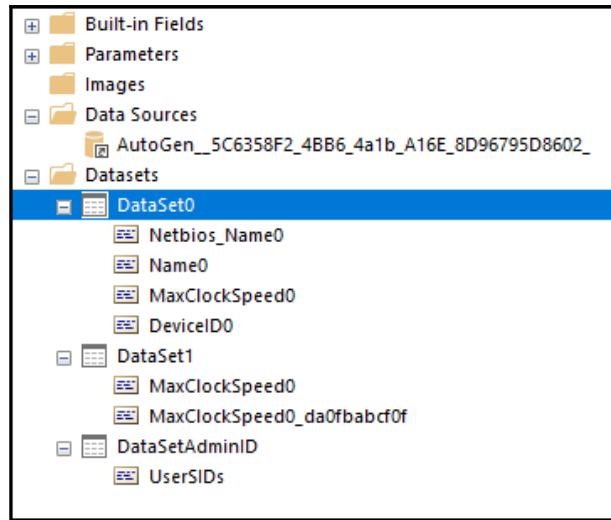 Built-in Fields
Parameters
Images
Data Sources
AutoGen__5C6358F2_4BB6_4a1b_A16E_8D96795D8602_
Datasets
DataSet0
Netbios_Name0
Name0
MaxClockSpeed0
DeviceID0
DataSet1
MaxClockSpeed0
MaxClockSpeed0_da0fbabcf0f
DataSetAdminID
UserSIDs